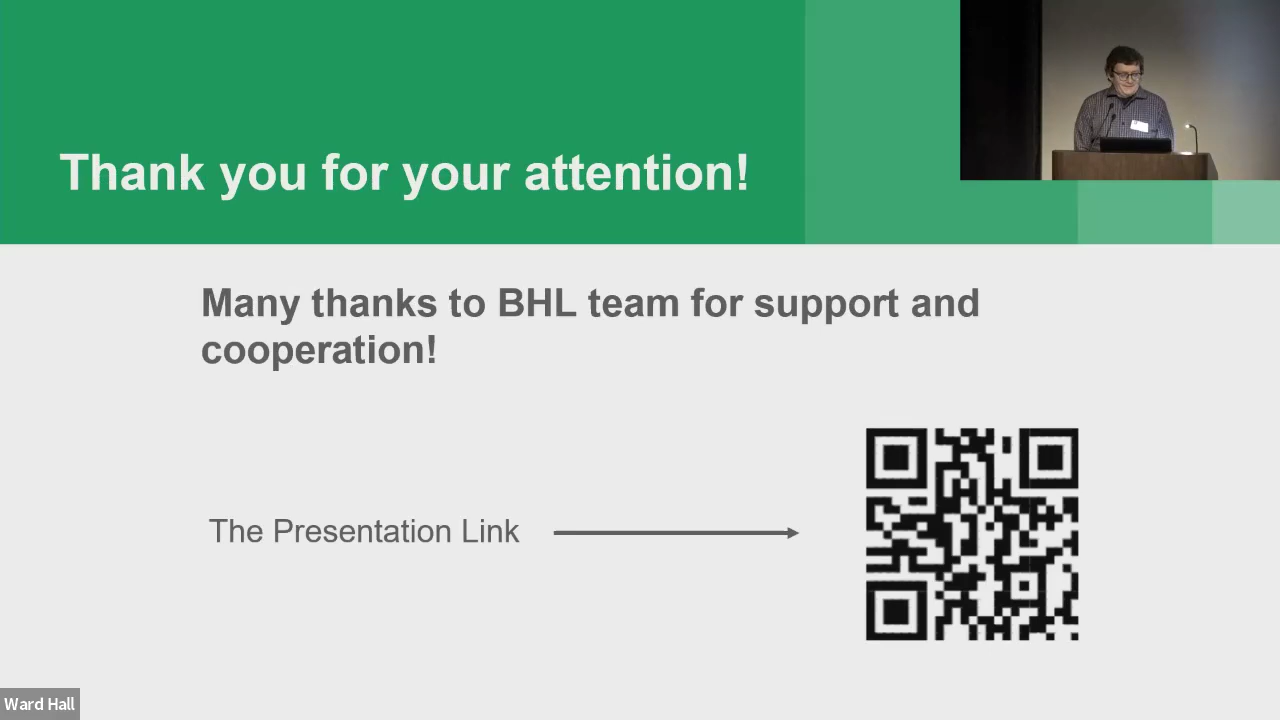 Thank you for your attention!
Many thanks to BHL team for support and
cooperation!
The Presentation Link
Ward Hall